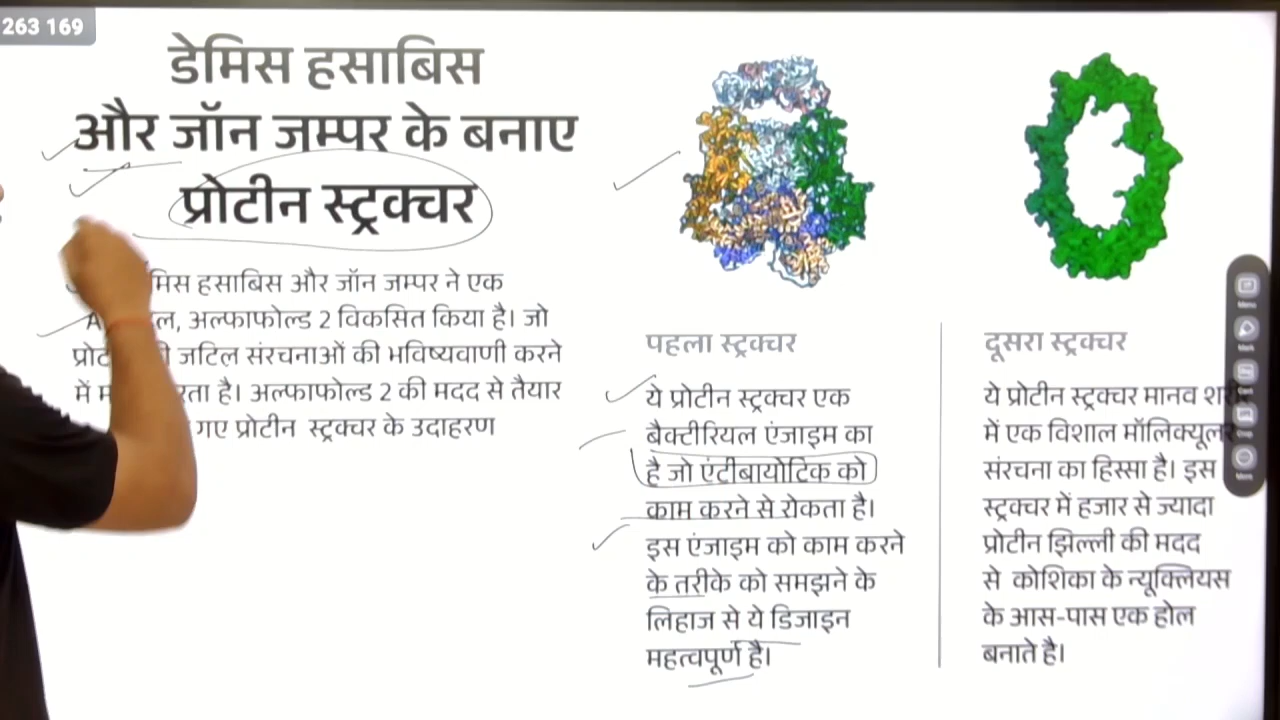 263 169
डेमिस हसाबिस
और जॉन जम्पर के बनाए
प्रोटीन स्ट्रक्चर
हसाबिस और जॉन जम्पर ने एक
अल्फाफोल्ड 2 विकसित किया है। जो
जटिल संरचनाओं की भविष्यवाणी करने
में है। अल्फाफोल्ड 2 की मदद से तैयार
गए प्रोटीन स्ट्रक्चर के उदाहरण
पहला स्ट्रक्चर
ये प्रोटीन स्ट्रक्चर एक
बैक्टीरियल एंजाइम का
है जो एंटीबायोटिक को
काम करने से रोकता है।
इस एंजाइम को काम करने
के तरीके को समझने के
लिहाज से ये डिजाइन
महत्वपूर्ण है।
दूसरा स्ट्रक्चर
ये प्रोटीन स्ट्रक्चर मानव
में एक विशाल मॉलिक्यूलर
संरचना का हिस्सा है। इस
स्ट्रक्चर में हजार से ज्यादा
प्रोटीन झिल्ली की मदद
से कोशिका के न्यूक्लियस
के आस-पास एक होल
बनाते है।